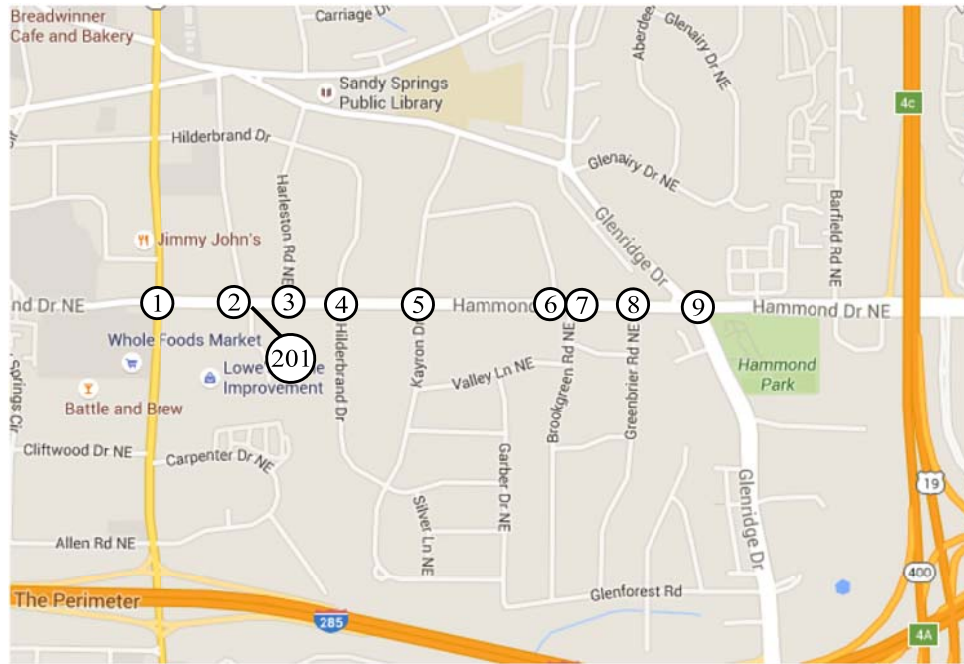 Breadwinner
Cafe and Bakery
Carriage Dr
Aberdee
Glenairy Dr NE
Sandy Springs
Public Library
4c
Hilderbrand Dr
Glenairy Dr NE
Harleston Rd NE
Barfield Rd NE
Glenridge Dr
Jimmy John's
nd Dr NE
1
2
3
4
5
Hammond
6
7
8
9
Hammond Dr NE
Whole Foods Market
201
Lowe
Improvement
Hilderbrand Dr
Kayron Dr
Valley Ln NE
Brookgreen Rd NE
Greenbrier Rd NE
Hammond
Park
Springs Cir
Battle and Brew
Cliftwood Dr NE
Carpenter Dr NE
Garber Dr NE
Silver Ln NE
Glenridge Dr
19
Allen Rd NE
400
The Perimeter
285
Glenforest Rd
4A